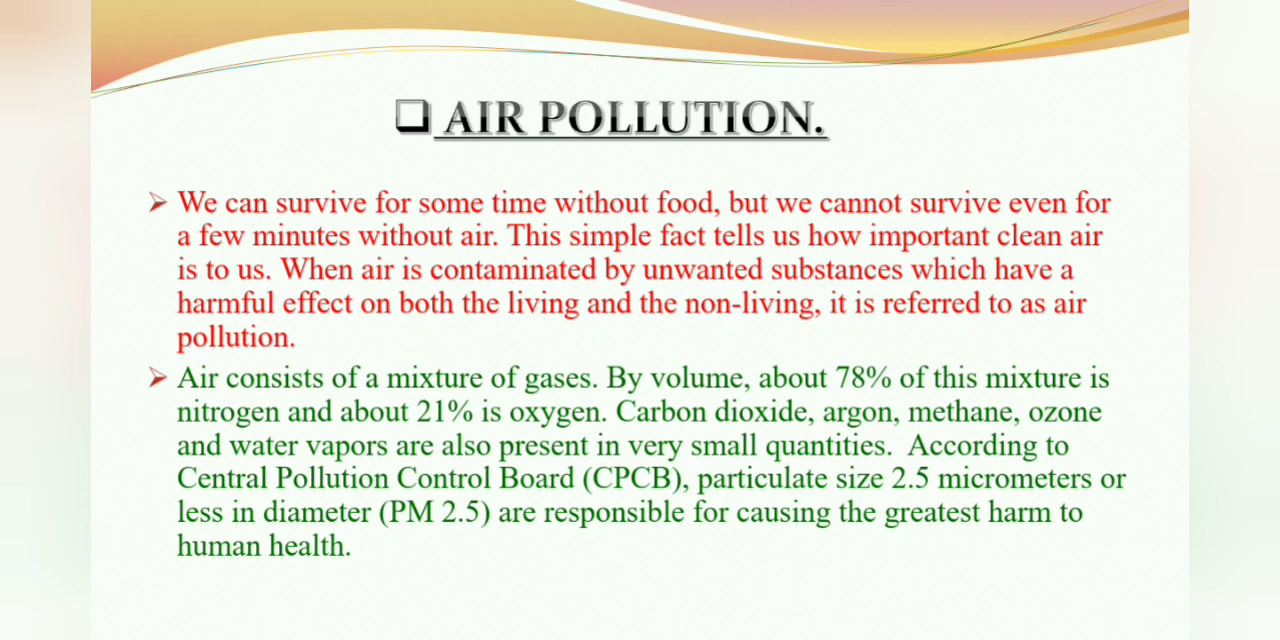 ❑ AIR POLLUTION.
➢ We can survive for some time without food, but we cannot survive even for
a few minutes without air. This simple fact tells us how important clean air
is to us. When air is contaminated by unwanted substances which have a
harmful effect on both the living and the non-living, it is referred to as air
pollution.
➢ Air consists of a mixture of gases. By volume, about 78% of this mixture is
nitrogen and about 21% is oxygen. Carbon dioxide, argon, methane, ozone
and water vapors are also present in very small quantities.  According to
Central Pollution Control Board (CPCB), particulate size 2.5 micrometers or
less in diameter (PM 2.5) are responsible for causing the greatest harm to
human health.